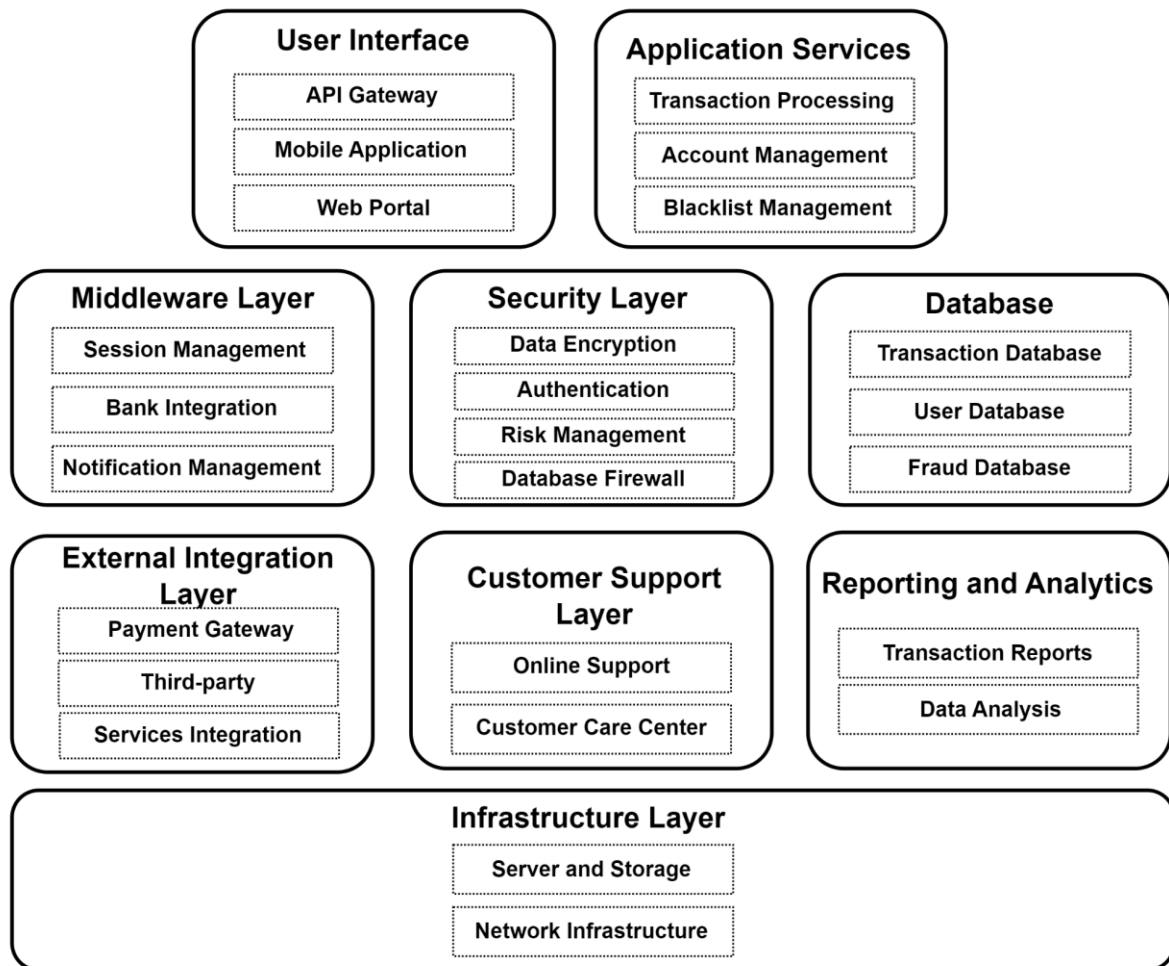 User Interface
API Gateway
Mobile Application
Web Portal
Application Services
Transaction Processing
Account Management
Blacklist Management
Middleware Layer
Session Management
Bank Integration
Notification Management
Security Layer
Data Encryption
Authentication
Risk Management
Database Firewall
Database
Transaction Database
User Database
Fraud Database
External Integration
Layer
Payment Gateway
Third-party
Services Integration
Customer Support
Layer
Online Support
Customer Care Center
Reporting and Analytics
Transaction Reports
Data Analysis
Infrastructure Layer
Server and Storage
Network Infrastructure